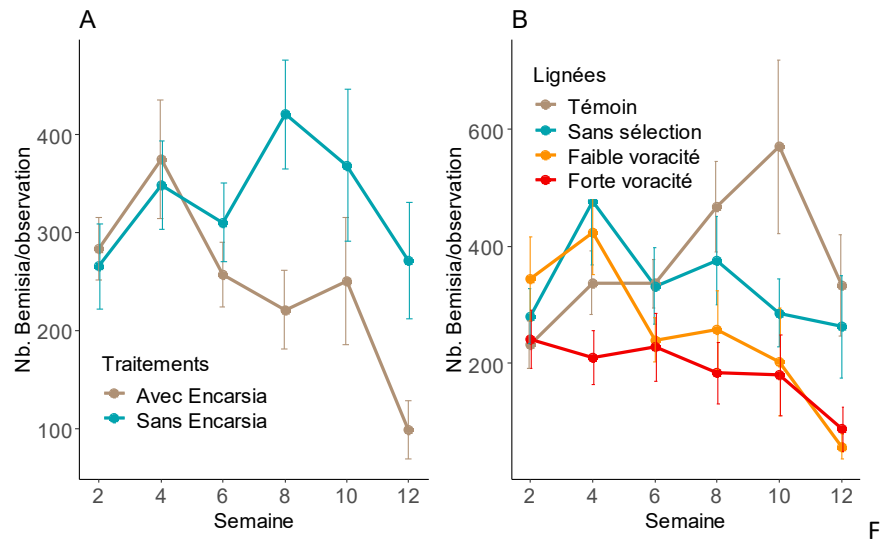 A
Nb. Bemisia/observation
400
300
200
100
Traitements
Avec Encarsia
Sans Encarsia
2 4 6 8 10 12
Semaine
B
Nb. Bemisia/observation
600
400
200
Lignées
Témoin
Sans sélection
Faible voracité
Forte voracité
2 4 6 8 10 12
Semaine
F